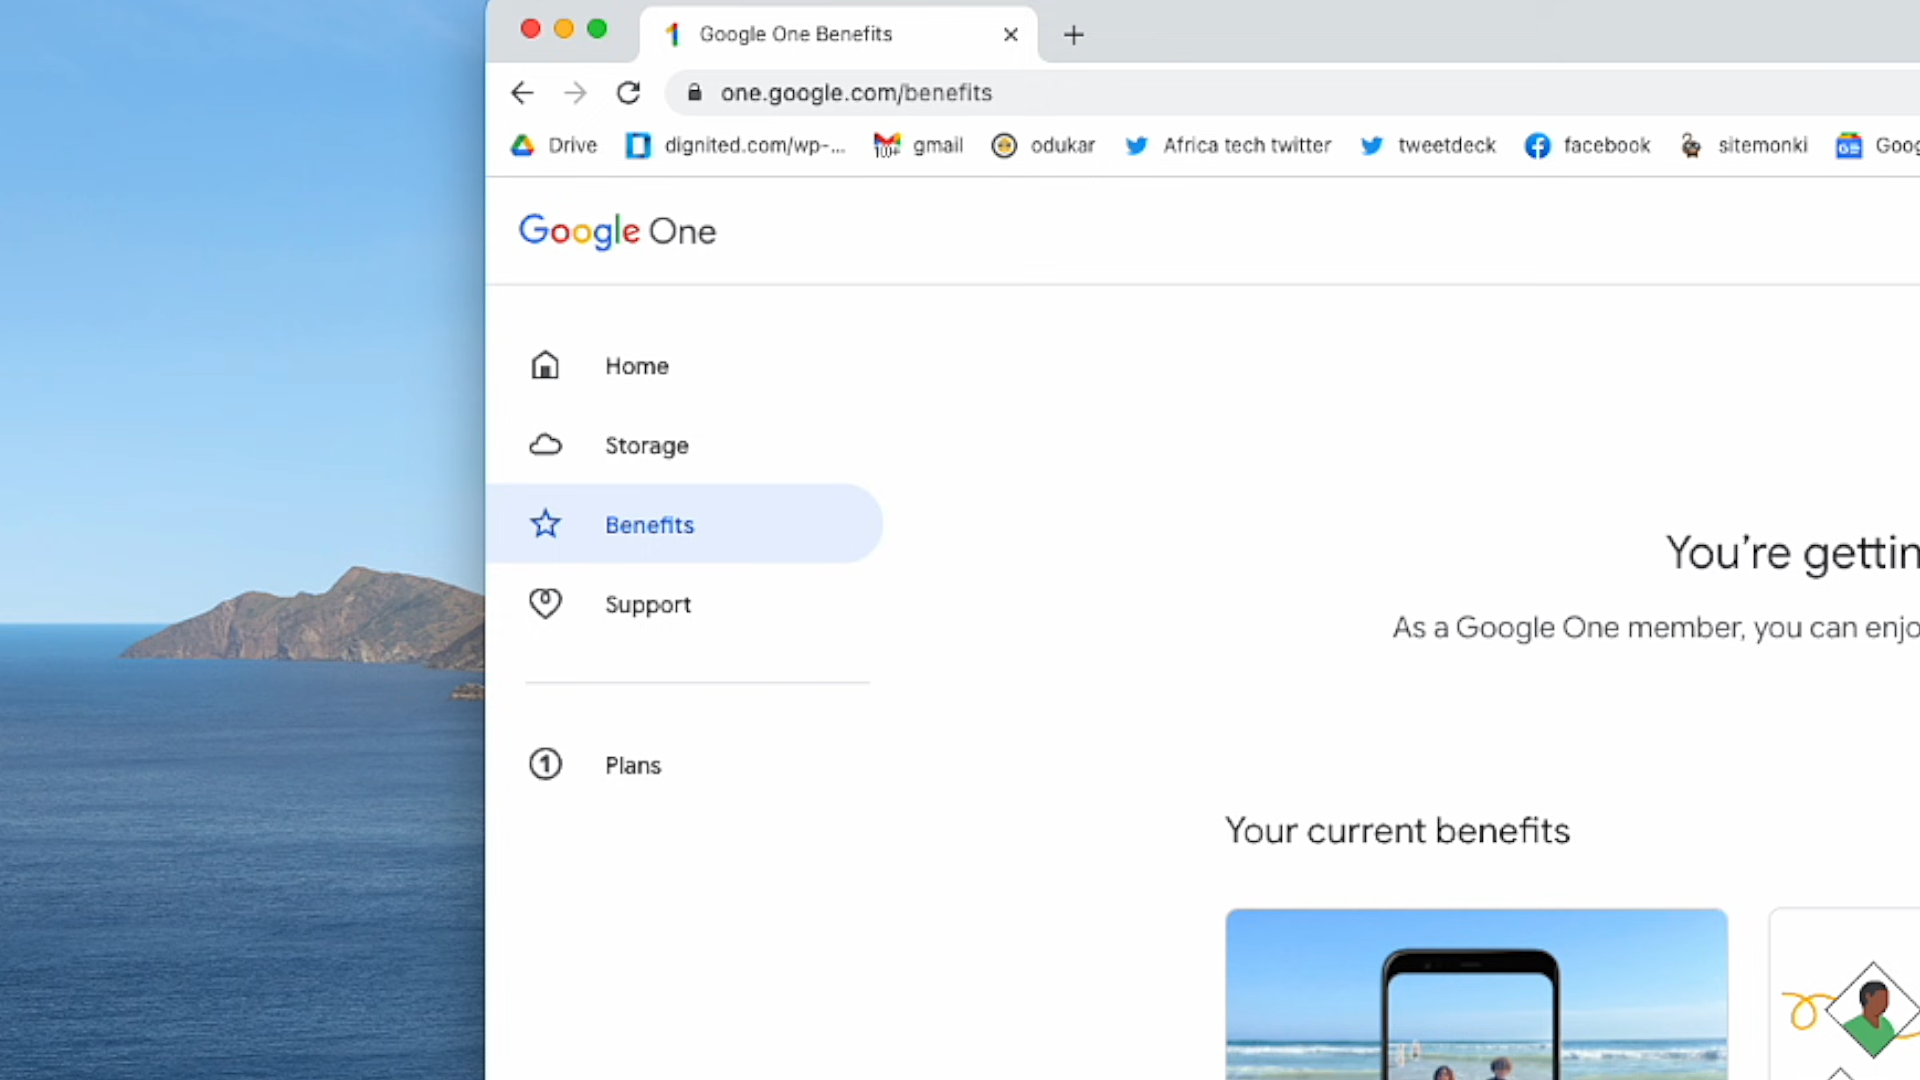 Google One Benefits
one.google.com/benefits
Drive dignited.com/wp-... gmail odukar Africa tech twitter tweetdeck facebook sitemonki Goog
Google One
Home
Storage
Benefits
Support
Plans
You're gettin
As a Google One member, you can enjo
Your current benefits